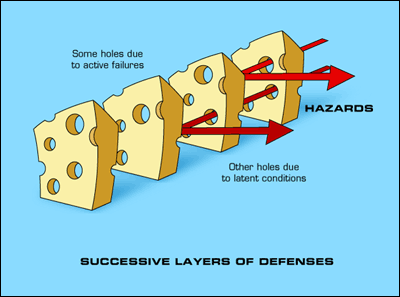 Some holes due
to active failures
HAZARDS
Other holes due
to latent conditions
SUCCESSIVE LAYERS OF DEFENSES